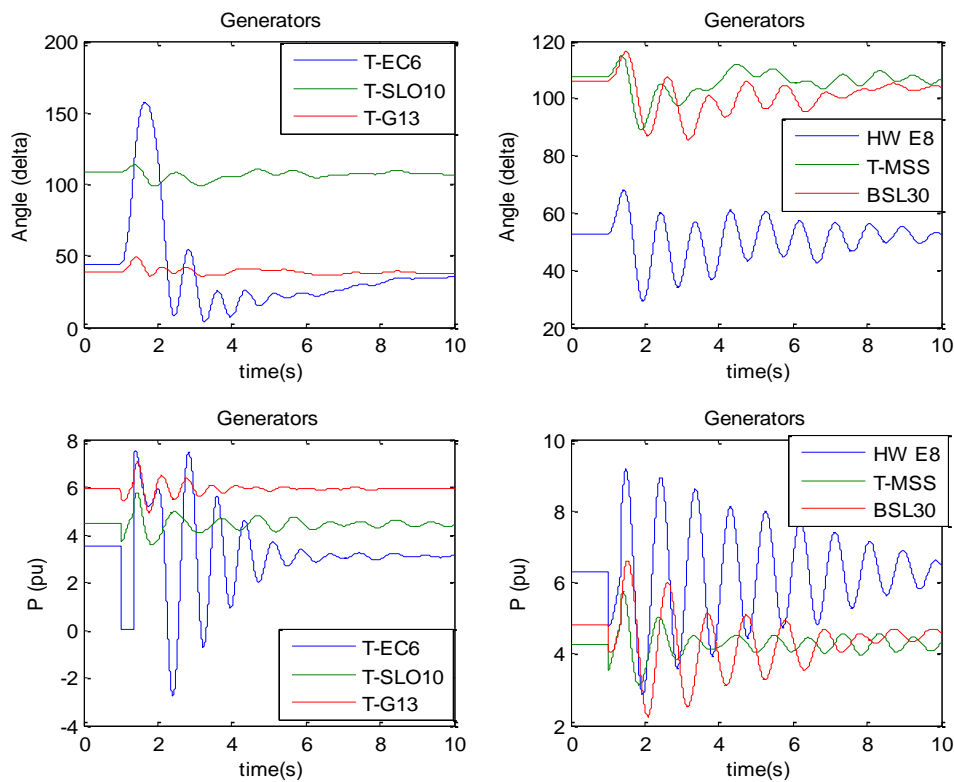 Generators
200
150
100
50
0
Angle (delta)
T-EC6
T-SLO10
T-G13
0 2 4 6 8 10
time(s)
Generators
120
100
80
60
40
20
Angle (delta)
HW E8
T-MSS
BSL30
0 2 4 6 8 10
time(s)
Generators
8
6
4
2
0
-2
-4
P (pu)
T-EC6
T-SLO10
T-G13
0 2 4 6 8 10
time(s)
Generators
10
8
6
4
2
P (pu)
HW E8
T-MSS
BSL30
0 2 4 6 8 10
time(s)